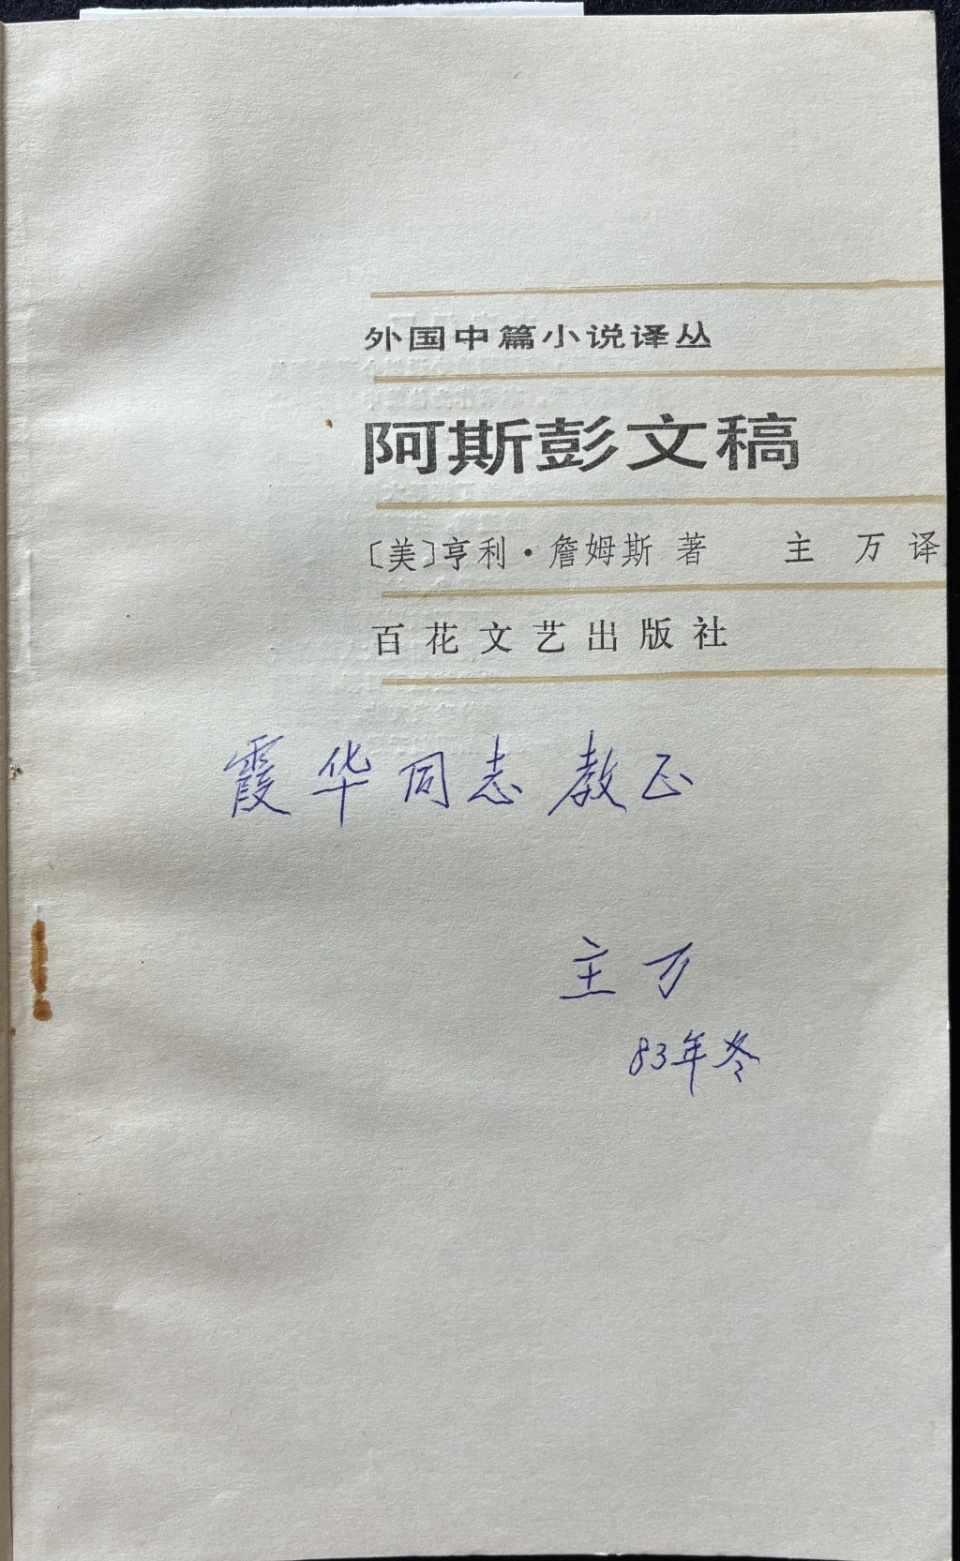 外国中篇小说译丛
阿斯彭文稿
〔美〕亨利·詹姆斯 著 主 万 译
百花文艺出版社
霞华同志教正
主万
83年冬